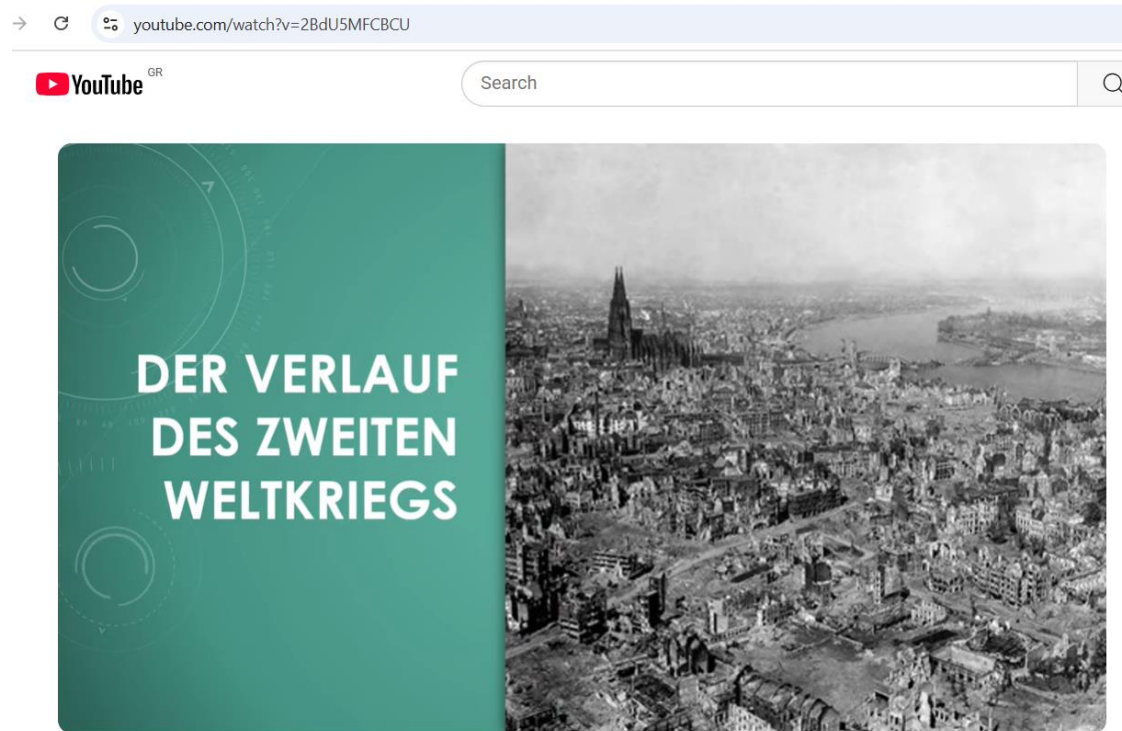 youtube.com/watch?v=2BdU5MFCBCU
YouTube GR
Search
DER VERLAUF
DES ZWEITEN
WELTKRIEGS